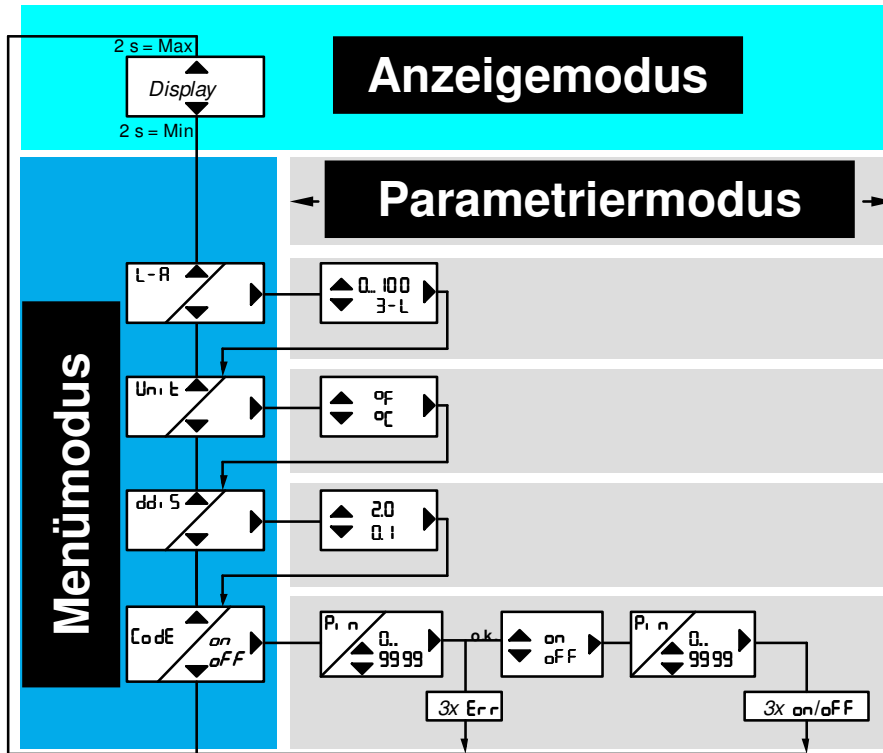 2 s = Max
Display
2 s = Min
Anzeigemodus
Parametriermodus
Menümodus
L-A
0... 100
3-L
Unit
°F
°C
ddiS
2.0
0.1
CodE
on
oFF
Pin
0..
9999
ok
on
oFF
Pin
0..
9999
3x Err
3x on/oFF